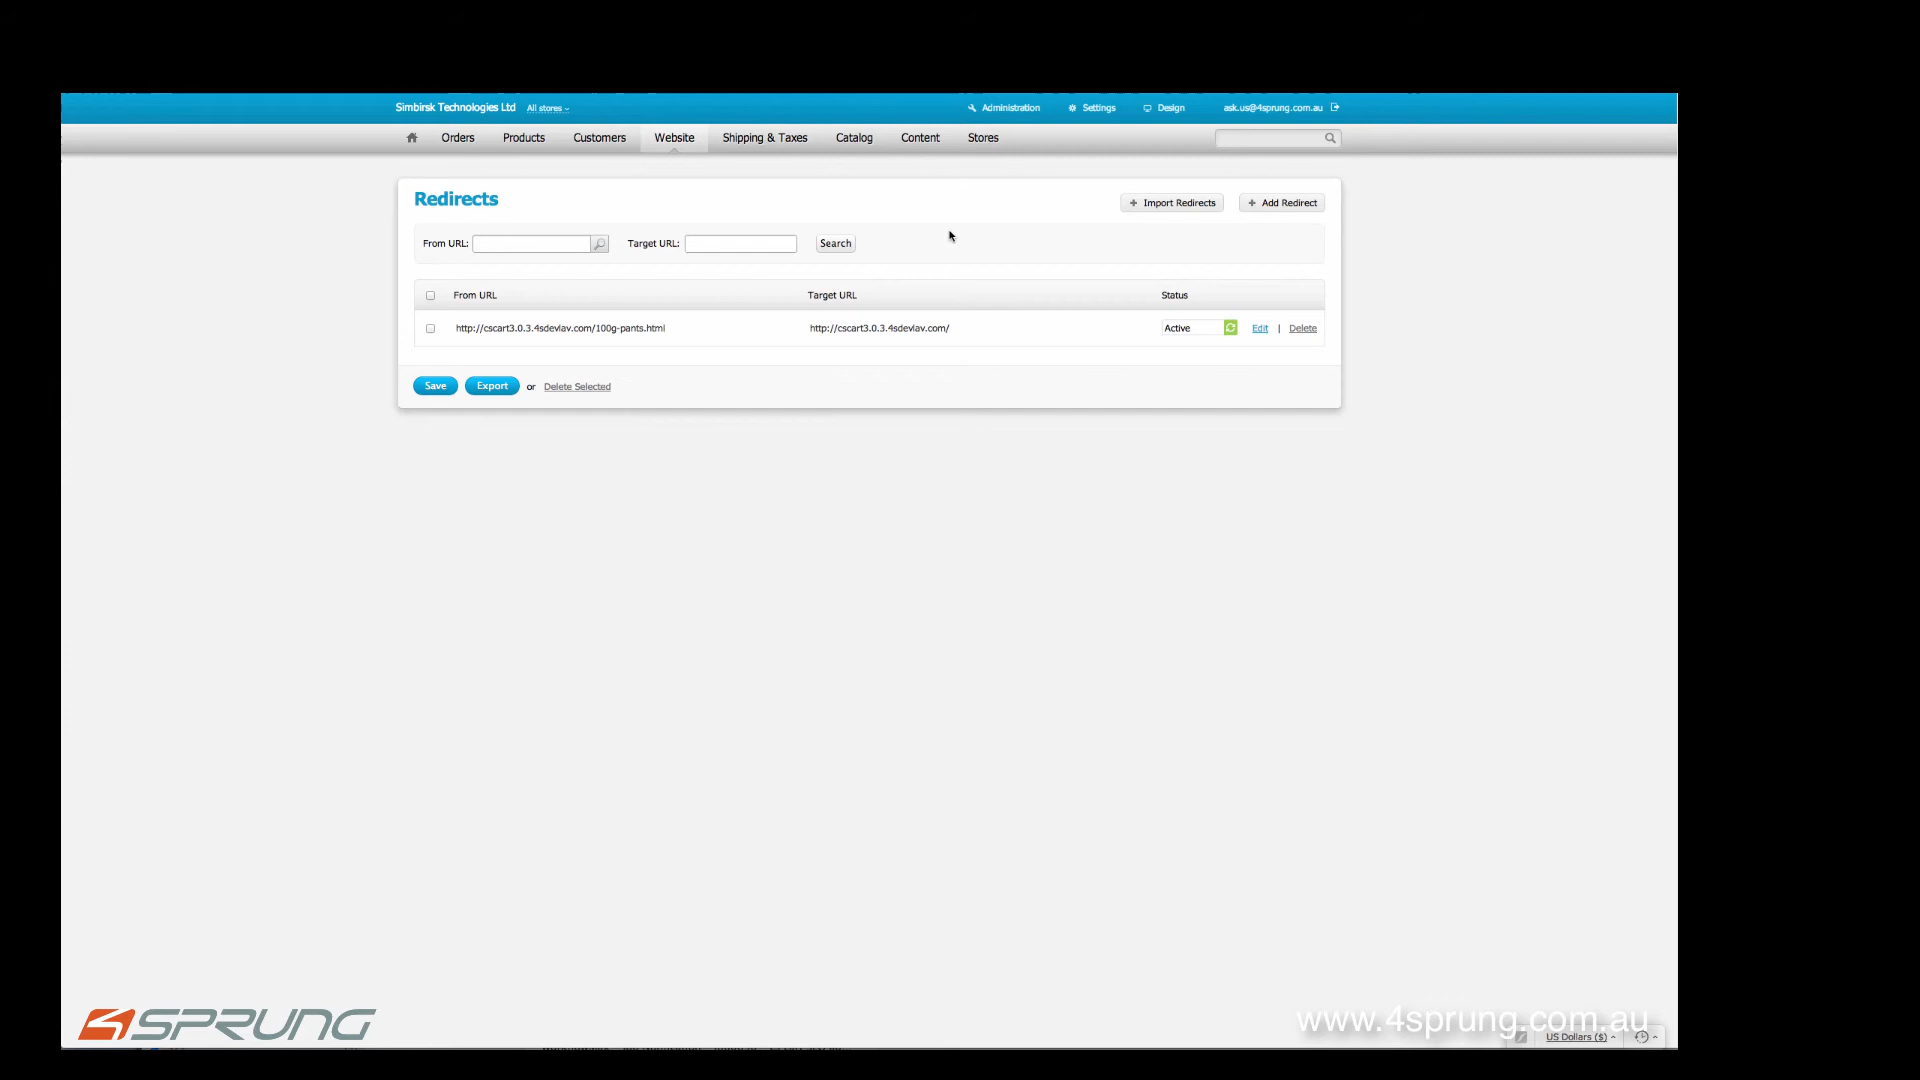 Simbirsk Technologies Ltd All stores Administration Settings Design ask.us@4sprung.com.au
Orders Products Customers Website Shipping & Taxes Catalog Content Stores
Redirects
+ Import Redirects + Add Redirect
From URL: Target URL: Search
From URL Target URL Status
http://cscart3.0.3.4sdevlav.com/100g-pants.html http://cscart3.0.3.4sdevlav.com/ Active Edit | Delete
Save Export or Delete Selected
4SPRUNG
www.4sprung.com.au
US Dollars ($)